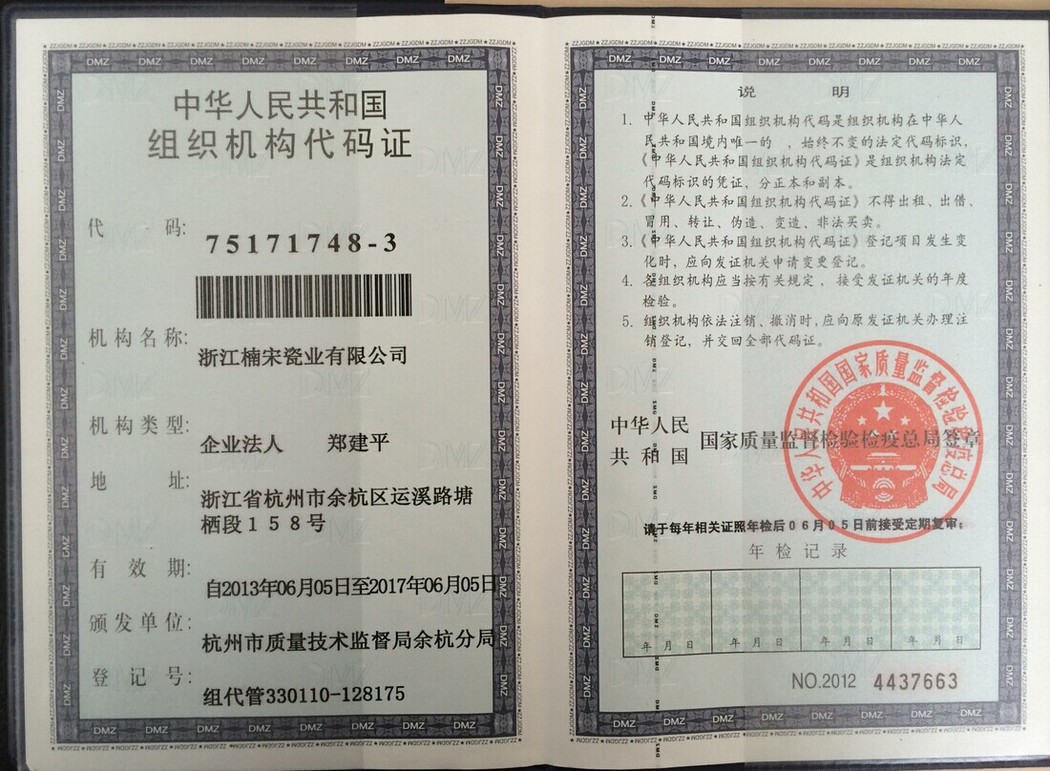 中华人民共和国
组织机构代码证
代 码:
75171748-3
机构名称:
浙江楠宋瓷业有限公司
机构类型:
企业法人 郑建平
地 址:
浙江省杭州市余杭区运溪路塘
栖段158号
有 效 期:
自2013年06月05日至2017年06月05日
颁发单位:
杭州市质量技术监督局余杭分局
登 记 号:
组代管330110-128175
说 明
1. 中华人民共和国组织机构代码是组织机构在中华人
民共和国境内唯一的 、始终不变的法定代码标识，
《中华人民共和国组织机构代码证》是组织机构法定
代码标识的凭证，分正本和副本。
2.《中华人民共和国组织机构代码证》不得出租、出借、
冒用、转让、伪造、变造、非法买卖。
3.《中华人民共和国组织机构代码证》登记项目发生变
化时，应向发证机关申请变更登记。
4. 各组织机构应当按有关规定，接受发证机关的年度
检验。
5. 组织机构依法注销、撤消时，应向原发证机关办理注
销登记，并交回全部代码证。
中华人民
共和国
国家质量监督检验检疫总局签章
中华人民共和国国家质量监督检验检疫总局
请于每年相关证照年检后06月05日前接受定期复审；
年检记录
年 月 日 年 月 日 年 月 日 年 月 日
NO.2012 4437663